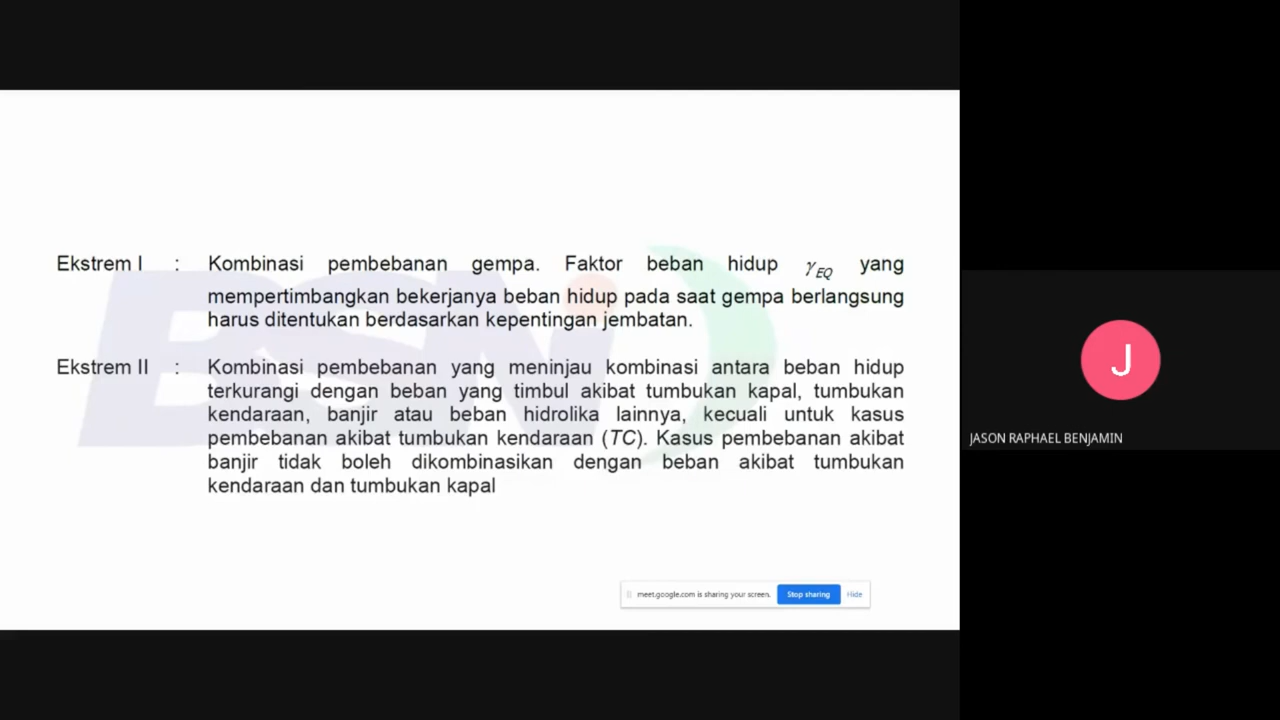 Ekstrem I : Kombinasi pembebanan gempa. Faktor beban hidup γEQ yang
mempertimbangkan bekerjanya beban hidup pada saat gempa berlangsung
harus ditentukan berdasarkan kepentingan jembatan.
Ekstrem II : Kombinasi pembebanan yang meninjau kombinasi antara beban hidup
terkurangi dengan beban yang timbul akibat tumbukan kapal, tumbukan
kendaraan, banjir atau beban hidrolika lainnya, kecuali untuk kasus
pembebanan akibat tumbukan kendaraan (TC). Kasus pembebanan akibat
banjir tidak boleh dikombinasikan dengan beban akibat tumbukan
kendaraan dan tumbukan kapal
BSN
meet.google.com is sharing your screen. Stop sharing Hide
J
JASON RAPHAEL BENJAMIN